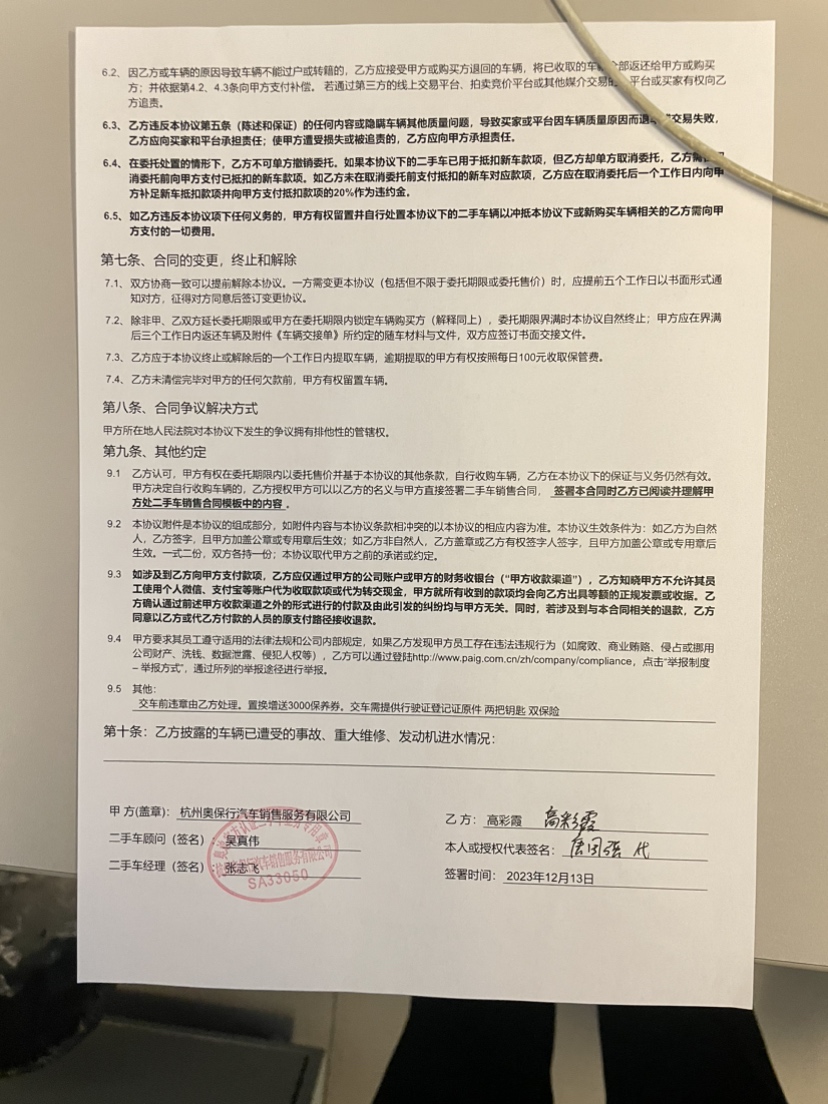 6.2、因乙方或车辆的原因导致车辆不能过户或转籍的，乙方应接受甲方或购买方退回的车辆，将已收取的车 部返还给甲方或购买
方；并依据第4.2、4.3条向甲方支付补偿。 若通过第三方的线上交易平台、拍卖竞价平台或其他媒介交易的 平台或买家有权向乙
方追责。
6.3、乙方违反本协议第五条（陈述和保证）的任何内容或隐瞒车辆其他质量问题，导致买家或平台因车辆质量原因而退 交易失败，
乙方应向买家和平台承担责任；使甲方遭受损失或被追责的，乙方应向甲方承担责任。
6.4、在委托处置的情形下，乙方不可单方撤销委托。如果本协议下的二手车已用于抵扣新车款项，但乙方却单方取消委托，乙方
消委托前向甲方支付已抵扣的新车款项。如乙方未在取消委托前支付抵扣的新车对应款项，乙方应在取消委托后一个工作日内向甲
方补足新车抵扣款项并向甲方支付抵扣款项的20%作为违约金。
6.5、如乙方违反本协议项下任何义务的，甲方有权留置并自行处置本协议下的二手车辆以冲抵本协议下或新购买车辆相关的乙方需向甲
方支付的一切费用。
第七条、合同的变更，终止和解除
7.1、双方协商一致可以提前解除本协议。一方需变更本协议（包括但不限于委托期限或委托售价）时，应提前五个工作日以书面形式通
知对方，征得对方同意后签订变更协议。
7.2、除非甲、乙双方延长委托期限或甲方在委托期限内锁定车辆购买方（解释同上），委托期限界满时本协议自然终止；甲方应在界满
后三个工作日内返还车辆及附件《车辆交接单》所约定的随车材料与文件，双方应签订书面交接文件。
7.3、乙方应于本协议终止或解除后的一个工作日内提取车辆，逾期提取的甲方有权按照每日100元收取保管费。
7.4、乙方未清偿完毕对甲方的任何欠款前，甲方有权留置车辆。
第八条、合同争议解决方式
甲方所在地人民法院对本协议下发生的争议拥有排他性的管辖权。
第九条、其他约定
9.1 乙方认可，甲方有权在委托期限内以委托售价并基于本协议的其他条款，自行收购车辆，乙方在本协议下的保证与义务仍然有效。
甲方决定自行收购车辆的，乙方授权甲方可以以乙方的名义与甲方直接签署二手车销售合同， 签署本合同时乙方已阅读并理解甲
方处二手车销售合同模板中的内容 。
9.2 本协议附件是本协议的组成部分，如附件内容与本协议条款相冲突的以本协议的相应内容为准。本协议生效条件为：如乙方为自然
人，乙方签字，且甲方加盖公章或专用章后生效；如乙方非自然人，乙方盖章或乙方有权签字人签字，且甲方加盖公章或专用章后
生效。一式二份，双方各持一份；本协议取代甲方之前的承诺或约定。
9.3 如涉及到乙方向甲方支付款项，乙方应仅通过甲方的公司账户或甲方的财务收银台（“甲方收款渠道”），乙方知晓甲方不允许其员
工使用个人微信、支付宝等账户代为收取款项或代为转交现金，甲方就所有收到的款项均会向乙方出具等额的正规发票或收据。乙
方确认通过前述甲方收款渠道之外的形式进行的付款及由此引发的纠纷均与甲方无关。同时，若涉及到与本合同相关的退款，乙方
同意以乙方或代乙方付款的人员的原支付路径接收退款。
9.4 甲方要求其员工遵守适用的法律法规和公司内部规定，如果乙方发现甲方员工存在违法违规行为（如腐败、商业贿赂、侵占或挪用
公司财产、洗钱、数据泄露、侵犯人权等），乙方可以通过登陆http://www.paig.com.cn/zh/company/compliance，点击“举报制度
– 举报方式”，通过所列的举报途径进行举报。
9.5 其他：
交车前违章由乙方处理。置换增送3000保养券。交车需提供行驶证登记证原件 两把钥匙 双保险
第十条：乙方披露的车辆已遭受的事故、重大维修、发动机进水情况：
甲 方(盖章)： 杭州奥保行汽车销售服务有限公司
二手车顾问（签名） 吴真伟
二手车经理（签名） 张志飞
SA33050
乙 方： 高彩霞 高彩霞
本人或授权代表签名： 代
签署时间： 2023年12月13日